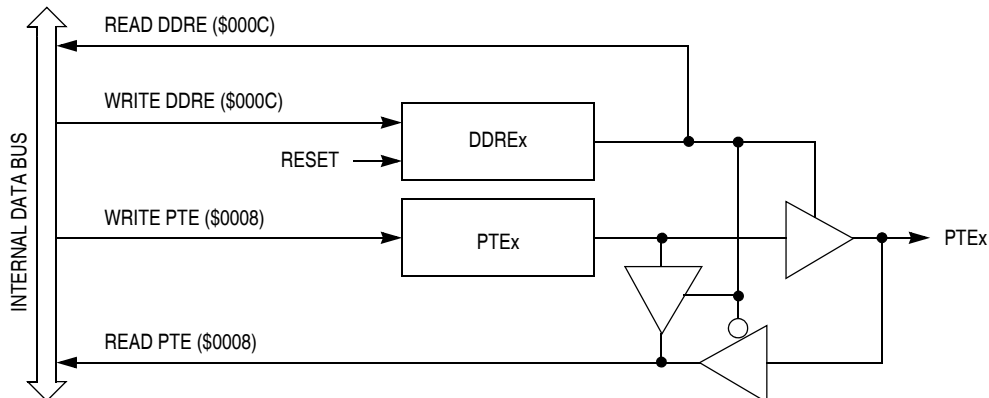 READ DDRE ($000C)
WRITE DDRE ($000C)
DDREx
RESET
INTERNAL DATA BUS
WRITE PTE ($0008)
PTEx
PTEx
READ PTE ($0008)